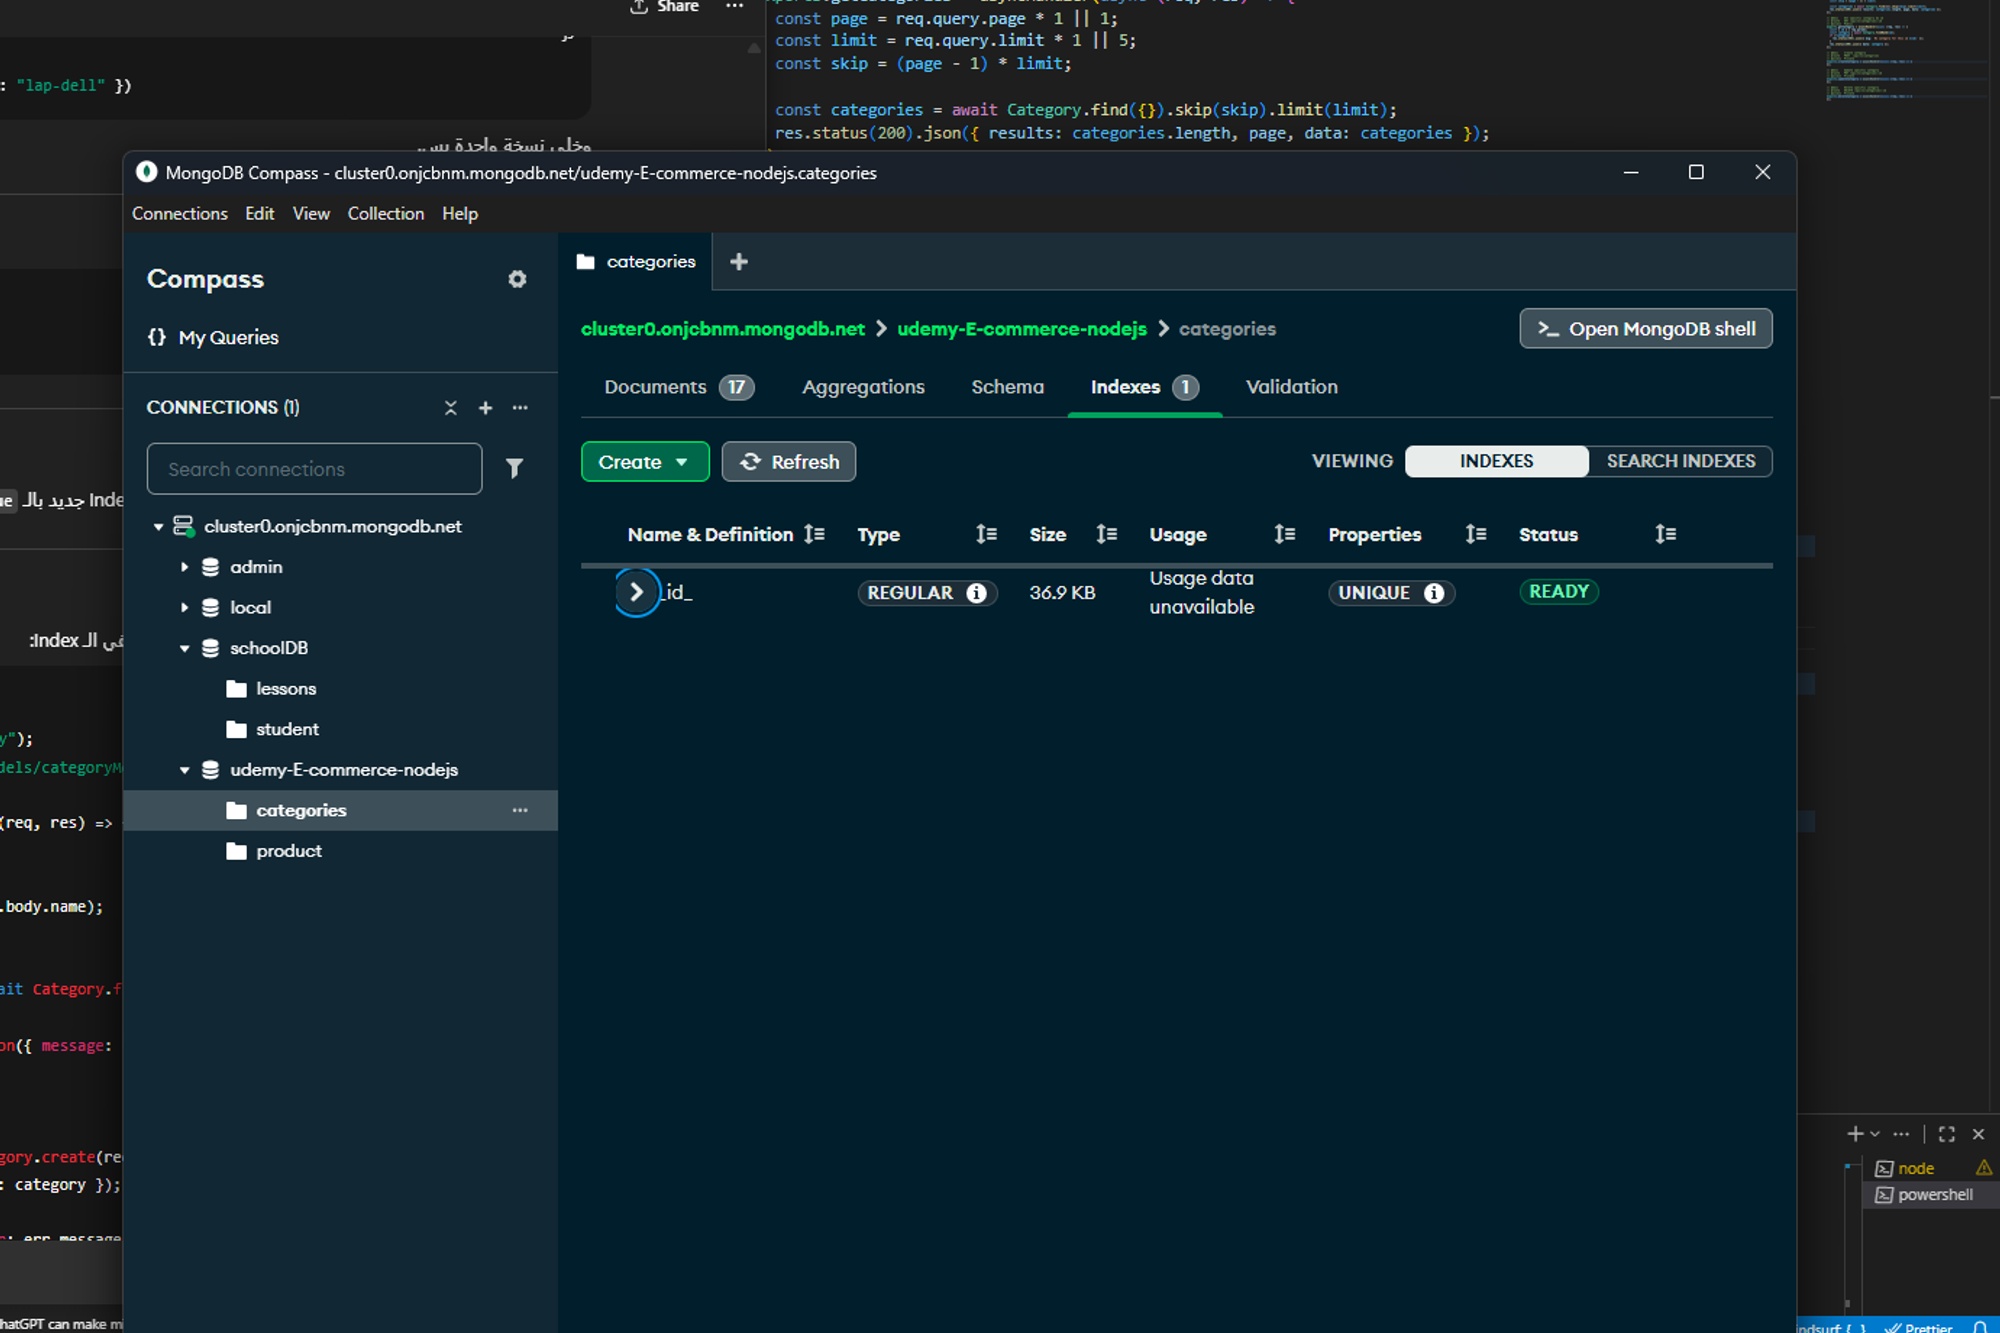 Share
const page = req.query.page * 1 || 1;
const limit = req.query.limit * 1 || 5;
const skip = (page - 1) * limit;
const categories = await Category.find({}).skip(skip).limit(limit);
res.status(200).json({ results: categories.length, page, data: categories });
: "lap-dell" })
وخلي نسخة واحدة بس.
MongoDB Compass - cluster0.onjcbnm.mongodb.net/udemy-E-commerce-nodejs.categories
Connections Edit View Collection Help
Compass
{} My Queries
CONNECTIONS (1)
Search connections
cluster0.onjcbnm.mongodb.net
admin
local
schoolDB
lessons
student
udemy-E-commerce-nodejs
categories
product
categories
cluster0.onjcbnm.mongodb.net > udemy-E-commerce-nodejs > categories
>_ Open MongoDB shell
Documents 17 Aggregations Schema Indexes 1 Validation
Create Refresh
VIEWING INDEXES SEARCH INDEXES
Name & Definition Type Size Usage Properties Status
_id_ REGULAR 36.9 KB Usage data unavailable UNIQUE READY
جديد بالـ
في الـ Index:
y");
dels/categoryM
(req, res) =>
.body.name);
ait Category.f
on({ message:
gory.create(re
: category });
: err.message
hatGPT can make mi
node
powershell
indsurf: {..}
Prettier